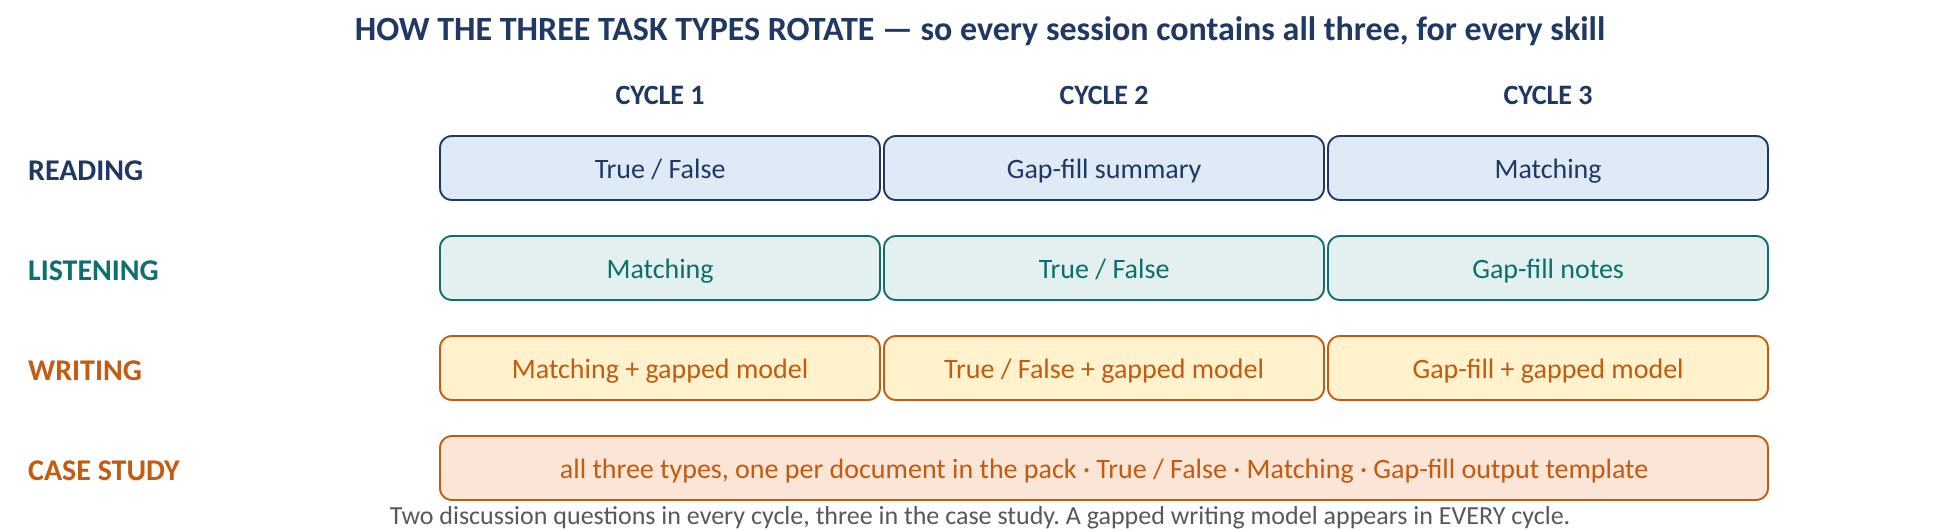 HOW THE THREE TASK TYPES ROTATE — so every session contains all three, for every skill
CYCLE 1 CYCLE 2 CYCLE 3
READING True / False Gap-fill summary Matching
LISTENING Matching True / False Gap-fill notes
WRITING Matching + gapped model True / False + gapped model Gap-fill + gapped model
CASE STUDY all three types, one per document in the pack · True / False · Matching · Gap-fill output template
Two discussion questions in every cycle, three in the case study. A gapped writing model appears in EVERY cycle.